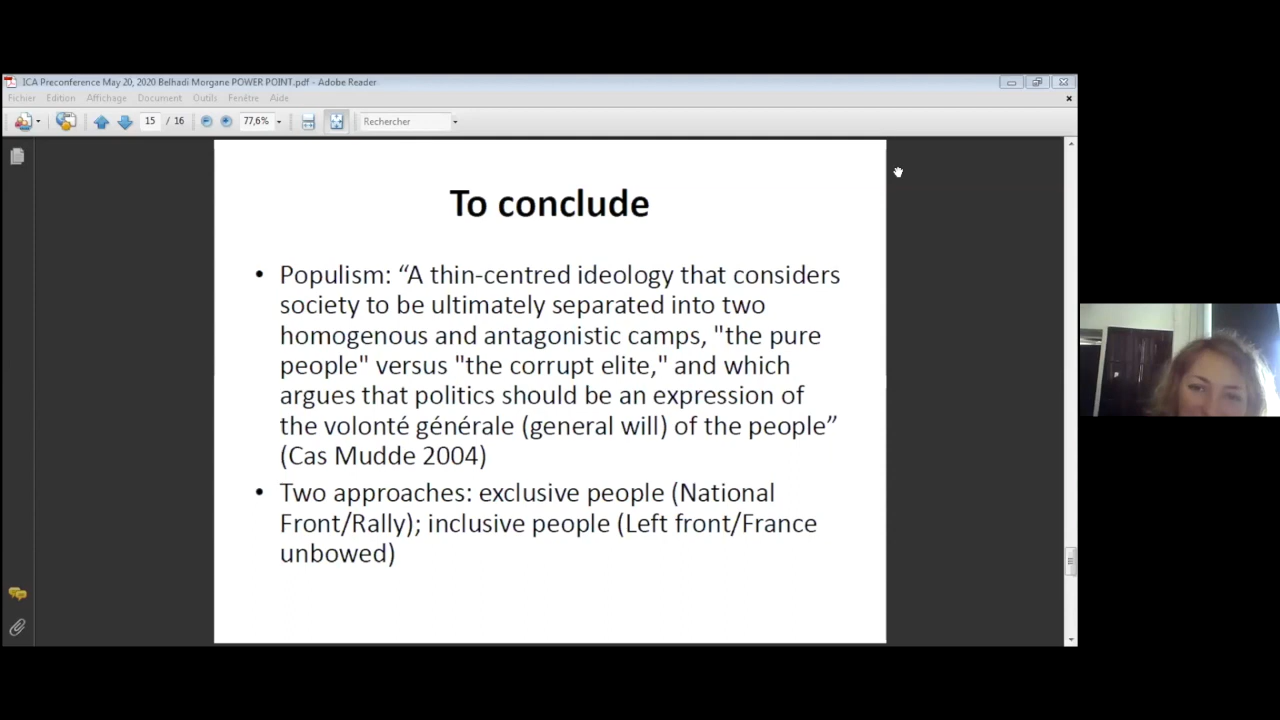 ICA Preconference May 20, 2020 Belhadi Morgane POWER POINT.pdf - Adobe Reader
Fichier Edition Affichage Document Outils Fenêtre Aide
15 / 16 77,6% Rechercher
To conclude
• Populism: “A thin-centred ideology that considers
society to be ultimately separated into two
homogenous and antagonistic camps, "the pure
people" versus "the corrupt elite," and which
argues that politics should be an expression of
the volonté générale (general will) of the people”
(Cas Mudde 2004)
• Two approaches: exclusive people (National
Front/Rally); inclusive people (Left front/France
unbowed)